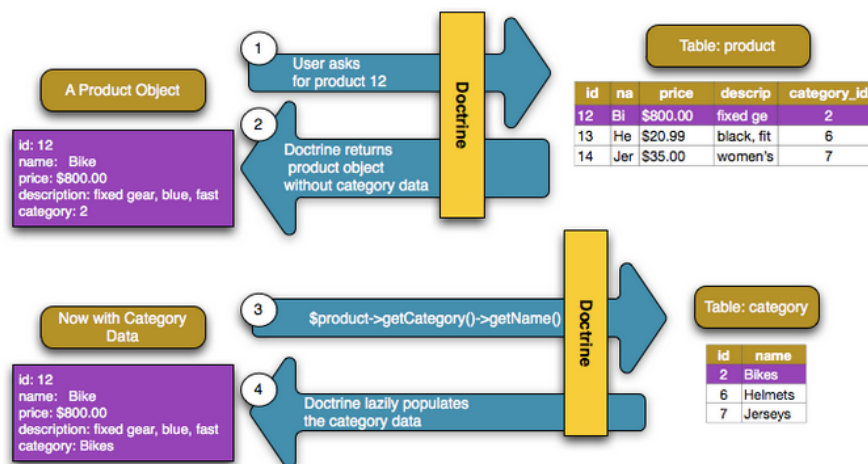 1
User asks
for product 12
Doctrine
Table: product
A Product Object
id na price descrip category_id
12 Bi $800.00 fixed ge 2
13 He $20.99 black, fit 6
14 Jer $35.00 women's 7
2
Doctrine returns
product object
without category data
id: 12
name: Bike
price: $800.00
description: fixed gear, blue, fast
category: 2
3
$product->getCategory()->getName()
Doctrine
Table: category
Now with Category
Data
id name
2 Bikes
6 Helmets
7 Jerseys
4
Doctrine lazily populates
the category data
id: 12
name: Bike
price: $800.00
description: fixed gear, blue, fast
category: Bikes